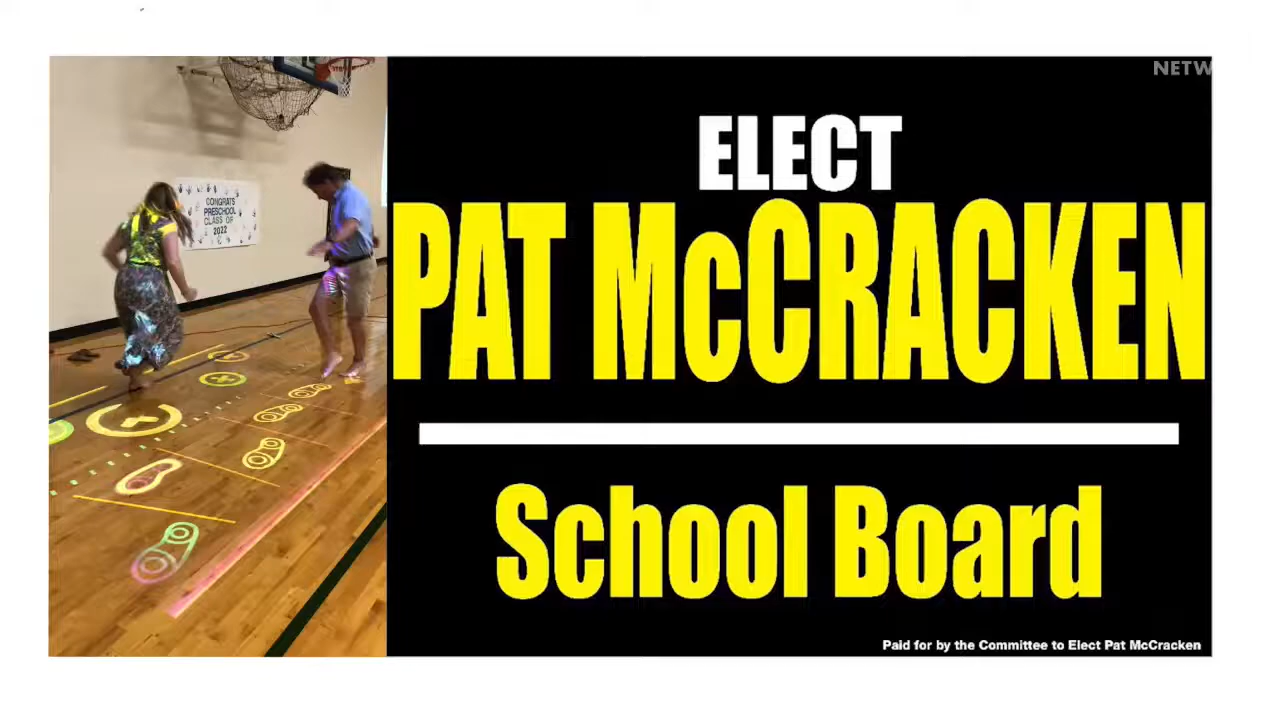 NETW
CONGRATS
PRESCHOOL
CLASS OF
2022
ELECT
PAT McCRACKEN
School Board
Paid for by the Committee to Elect Pat McCracken